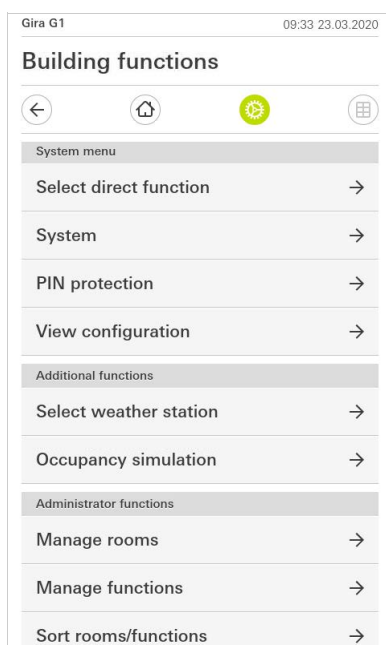 Gira G1
09:33 23.03.2020
Building functions
System menu
Select direct function
System
PIN protection
View configuration
Additional functions
Select weather station
Occupancy simulation
Administrator functions
Manage rooms
Manage functions
Sort rooms/functions